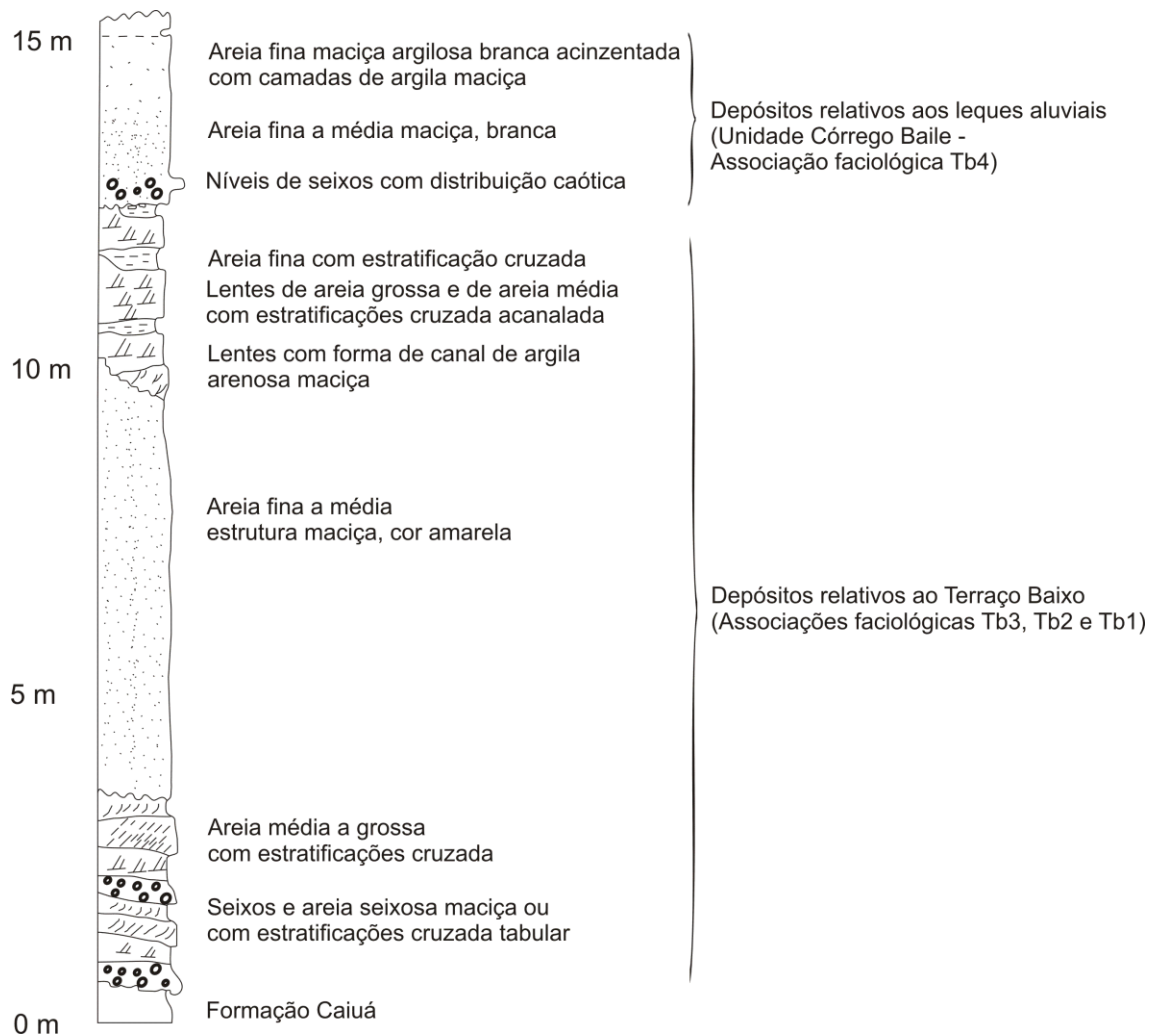 15 m
Areia fina maciça argilosa branca acinzentada
com camadas de argila maciça
Areia fina a média maciça, branca
Níveis de seixos com distribuição caótica
Depósitos relativos aos leques aluviais
(Unidade Córrego Baile -
Associação faciológica Tb4)
Areia fina com estratificação cruzada
Lentes de areia grossa e de areia média
com estratificações cruzada acanalada
10 m
Lentes com forma de canal de argila
arenosa maciça
Areia fina a média
estrutura maciça, cor amarela
Depósitos relativos ao Terraço Baixo
(Associações faciológicas Tb3, Tb2 e Tb1)
5 m
Areia média a grossa
com estratificações cruzada
Seixos e areia seixosa maciça ou
com estratificações cruzada tabular
Formação Caiuá
0 m